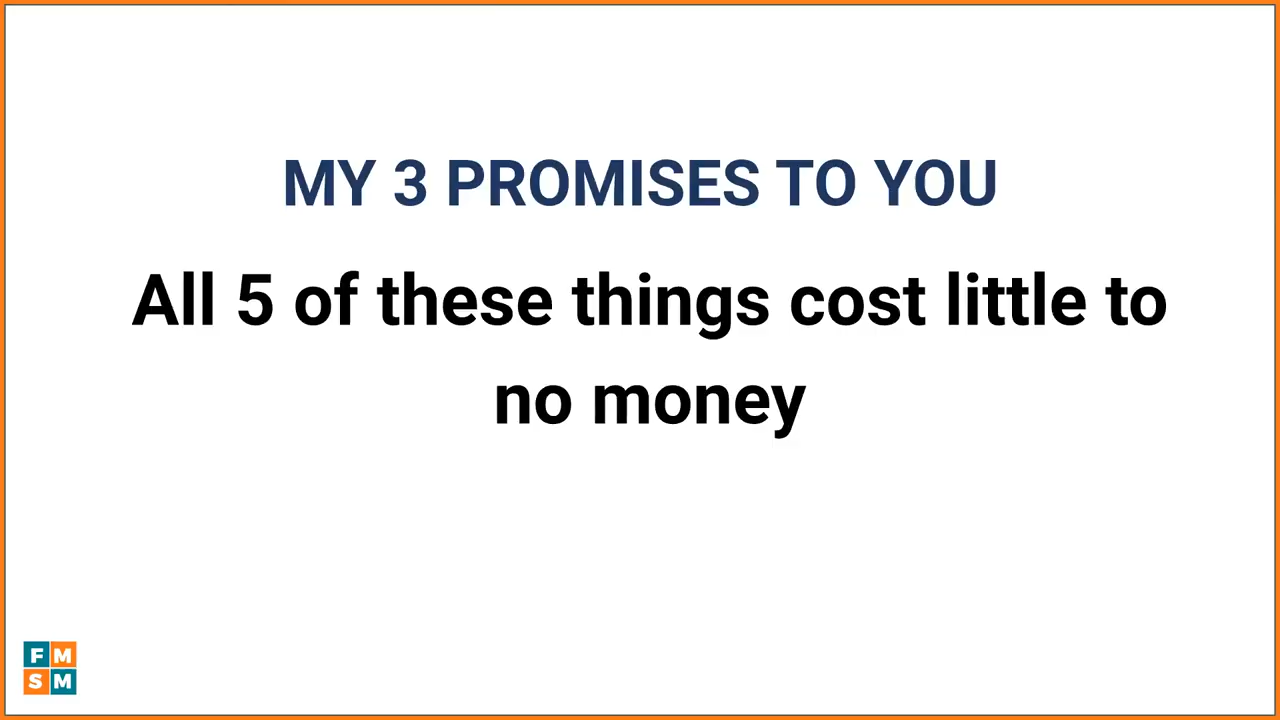 MY 3 PROMISES TO YOU
All 5 of these things cost little to
no money
F M
S M